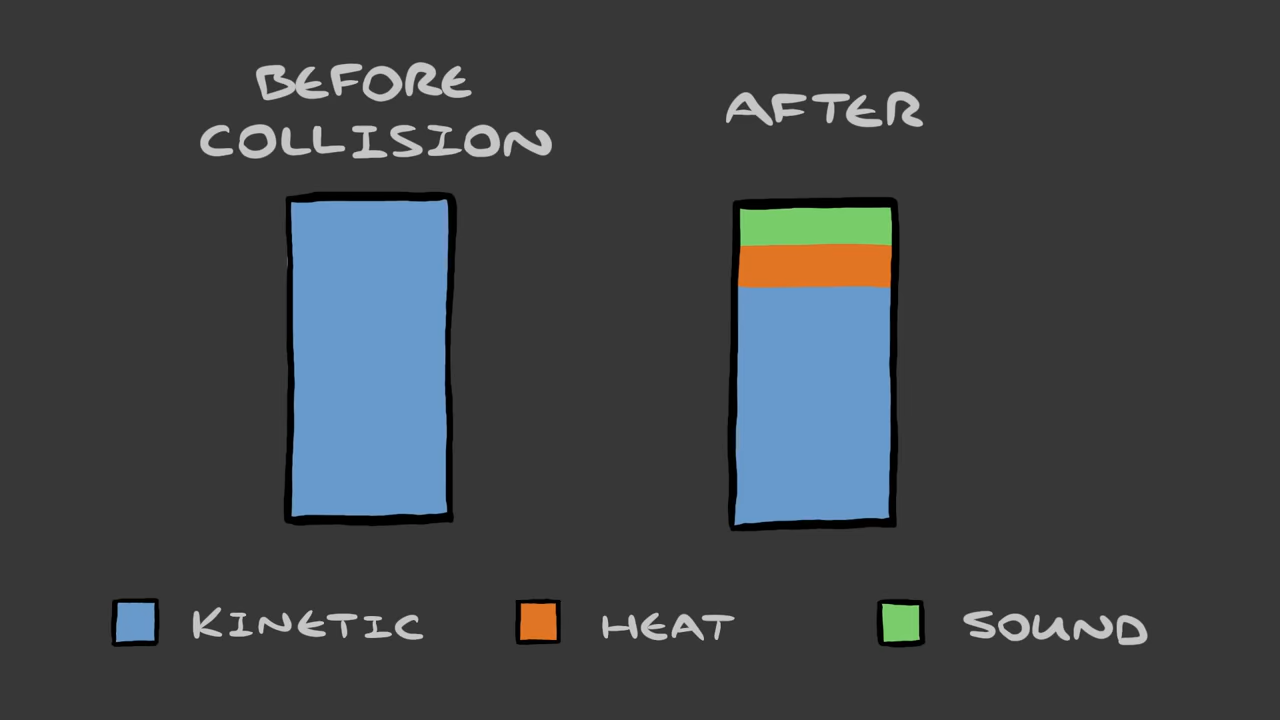 BEFORE
COLLISION
AFTER
KINETIC
HEAT
SOUND